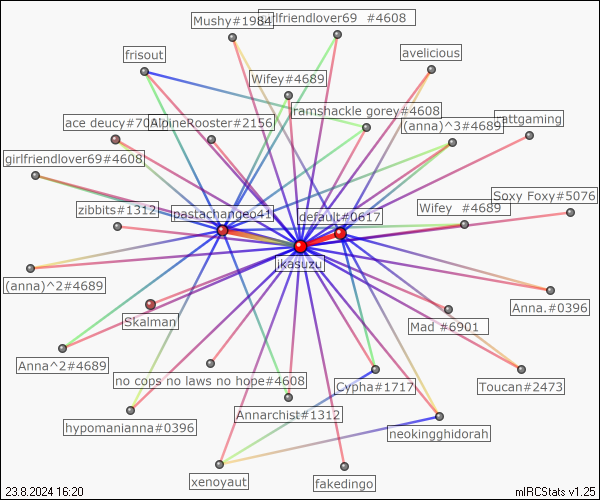 Mushy#1984
girlfriendlover69 #4608
frisout
avelicious
Wifey#4689
ramshackle gorey#4608
ace deucy#70
AlpineRooster#2156
(anna)^3#4689
rattgaming
girlfriendlover69#4608
Soxy Foxy#5076
zibbits#1312
pastachangeo41
default#0617
Wifey #4689
jkasuzu
(anna)^2#4689
Anna.#0396
Skalman
Mad #6901
Anna^2#4689
no cops no laws no hope#4608
Cypha#1717
Toucan#2473
Annarchist#1312
hypomanianna#0396
neokingghidorah
xenoyaut
fakedingo
23.8.2024 16:20
mIRCStats v1.25